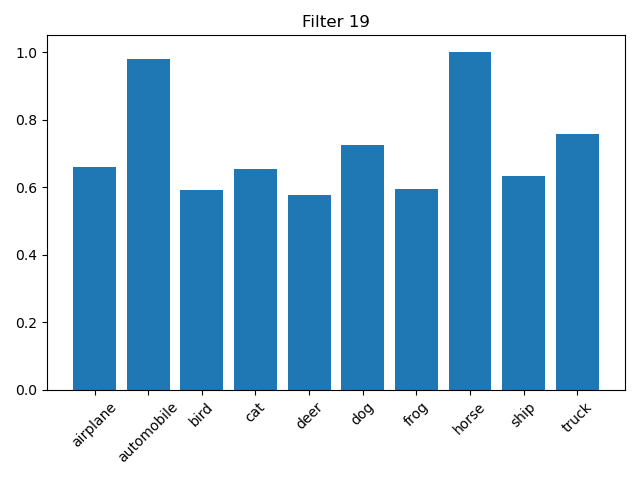 Filter 19
1.0
0.8
0.6
0.4
0.2
0.0
airplane
automobile
bird
cat
deer
dog
frog
horse
ship
truck